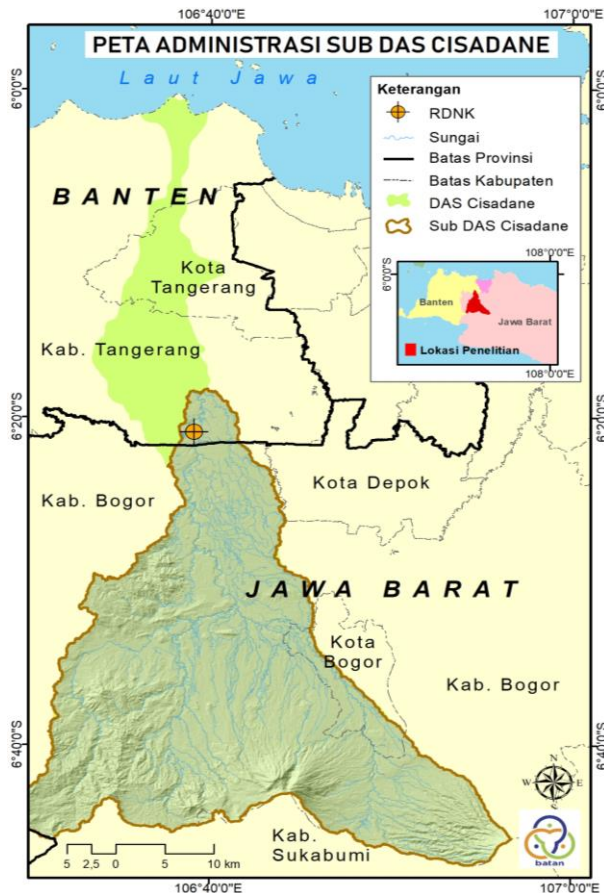 106°40'0"E
107°0'0"E
PETA ADMINISTRASI SUB DAS CISADANE
Laut Jawa
6°0'0"S
6°0'0"S
Keterangan
RDNK
Sungai
Batas Provinsi
Batas Kabupaten
DAS Cisadane
Sub DAS Cisadane
BANTEN
Kota
Tangerang
Kab. Tangerang
108°0'0"E
6°0'0"S
Banten
Jawa Barat
Lokasi Penelitian
108°0'0"E
6°20'0"S
6°20'0"S
Kab. Bogor
Kota Depok
JAWA BARAT
Kota
Bogor
Kab. Bogor
6°40'0"S
6°40'0"S
N
W
E
S
Kab.
Sukabumi
5 2,5 0 5 10 km
batan
106°40'0"E
107°0'0"E